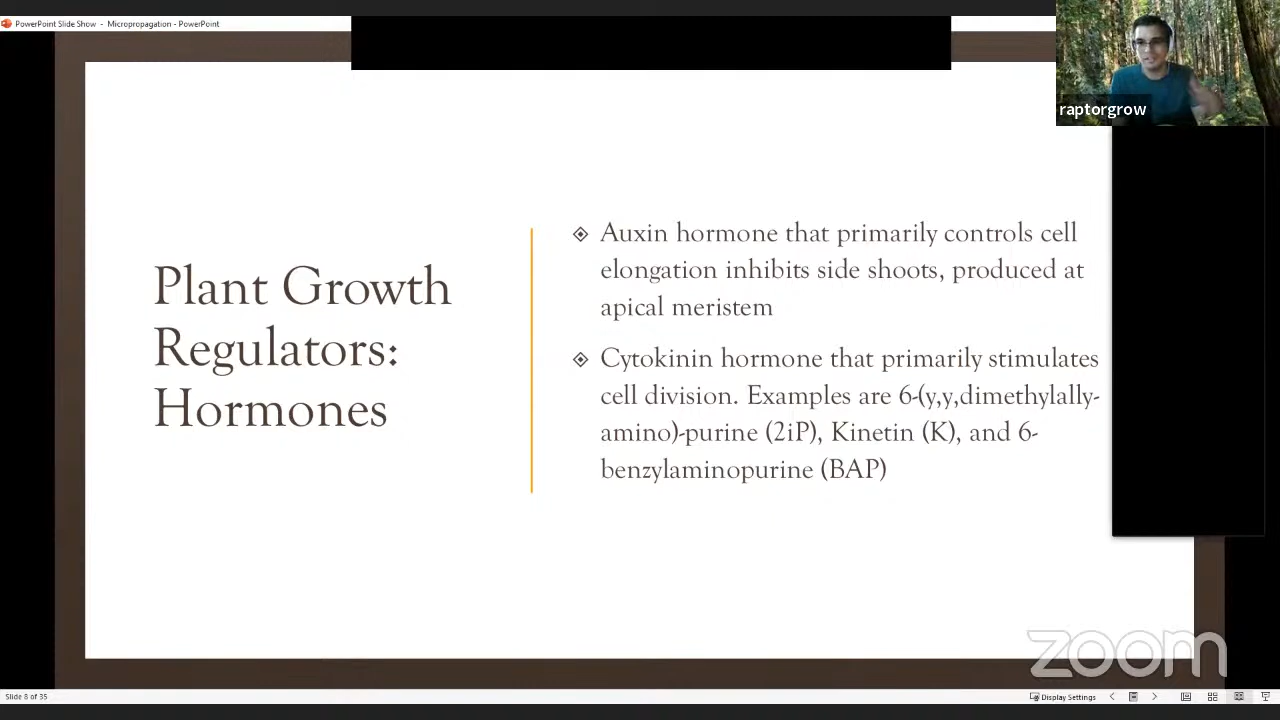 PowerPoint Slide Show - Micropropagation - PowerPoint
raptorgrow
Plant Growth
Regulators:
Hormones
Auxin hormone that primarily controls cell
elongation inhibits side shoots, produced at
apical meristem
Cytokinin hormone that primarily stimulates
cell division. Examples are 6-(y,y,dimethylally-
amino)-purine (2iP), Kinetin (K), and 6-
benzylaminopurine (BAP)
zoom
Slide 8 of 35
Display Settings